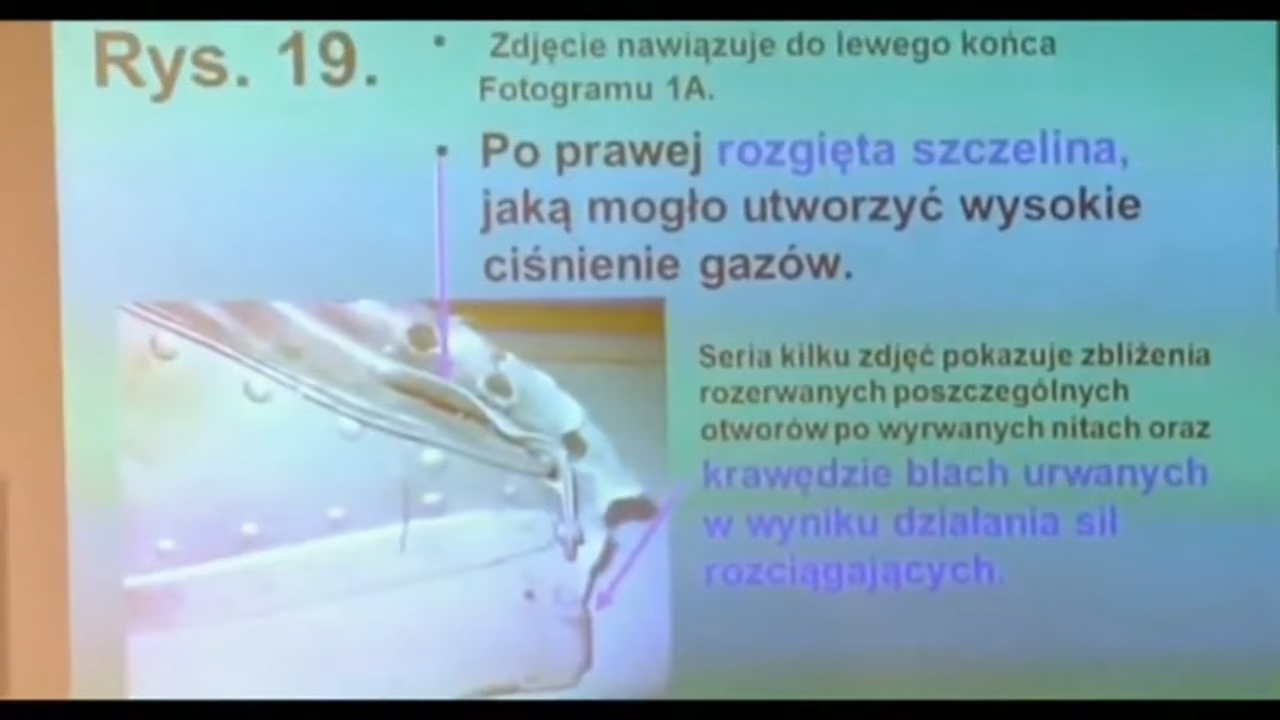 Rys. 19.
• Zdjęcie nawiązuje do lewego końca
Fotogramu 1A.
• Po prawej rozgięta szczelina,
jaką mogło utworzyć wysokie
ciśnienie gazów.
Seria kilku zdjęć pokazuje zbliżenia
rozerwanych poszczególnych
otworów po wyrwanych nitach oraz
krawędzie blach urwanych
w wyniku działania sił
rozciągających.